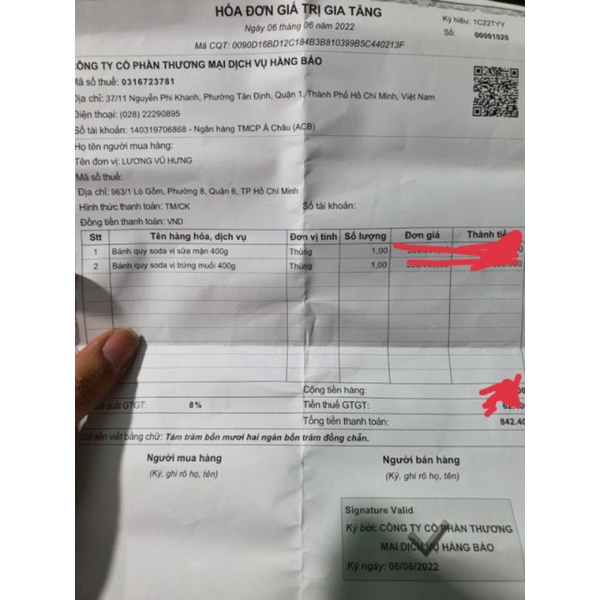 HÓA ĐƠN GIÁ TRỊ GIA TĂNG
Ngày 06 tháng 06 năm 2022
Ký hiệu: 1C22TYY
Số: 00001020
Mã CQT: 0090D16BD12C184B3B810399B5C440213F
CÔNG TY CỔ PHẦN THƯƠNG MẠI DỊCH VỤ HÀNG BÁO
Mã số thuế: 0316723781
Địa chỉ: 37/11 Nguyễn Phi Khanh, Phường Tân Định, Quận 1, Thành Phố Hồ Chí Minh, Việt Nam
Điện thoại: (028) 22290895
Số tài khoản: 140319706868 - Ngân hàng TMCP Á Châu (ACB)
Họ tên người mua hàng:
Tên đơn vị: LƯƠNG VŨ HƯNG
Mã số thuế:
Địa chỉ: 963/1 Lò Gốm, Phường 8, Quận 6, TP Hồ Chí Minh
Hình thức thanh toán: TM/CK Số tài khoản:
Đồng tiền thanh toán: VND
Stt Tên hàng hóa, dịch vụ Đơn vị tính Số lượng Đơn giá Thành
1 Bánh quy soda vị sữa mặn 400g Thùng 1,00
2 Bánh quy soda vị trứng muối 400g Thùng 1,00
Cộng tiền hàng:
suất GTGT: 8% Tiền thuế GTGT:
Tổng tiền thanh toán: 842.40
Số tiền viết bằng chữ: Tám trăm bốn mươi hai ngàn bốn trăm đồng chẵn.
Người mua hàng Người bán hàng
(Ký, ghi rõ họ, tên) (Ký, ghi rõ họ, tên)
Signature Valid
Ký bởi: CÔNG TY CỔ PHẦN THƯƠNG
MẠI DỊCH VỤ HÀNG BÁO
Ký ngày: 06/06/2022